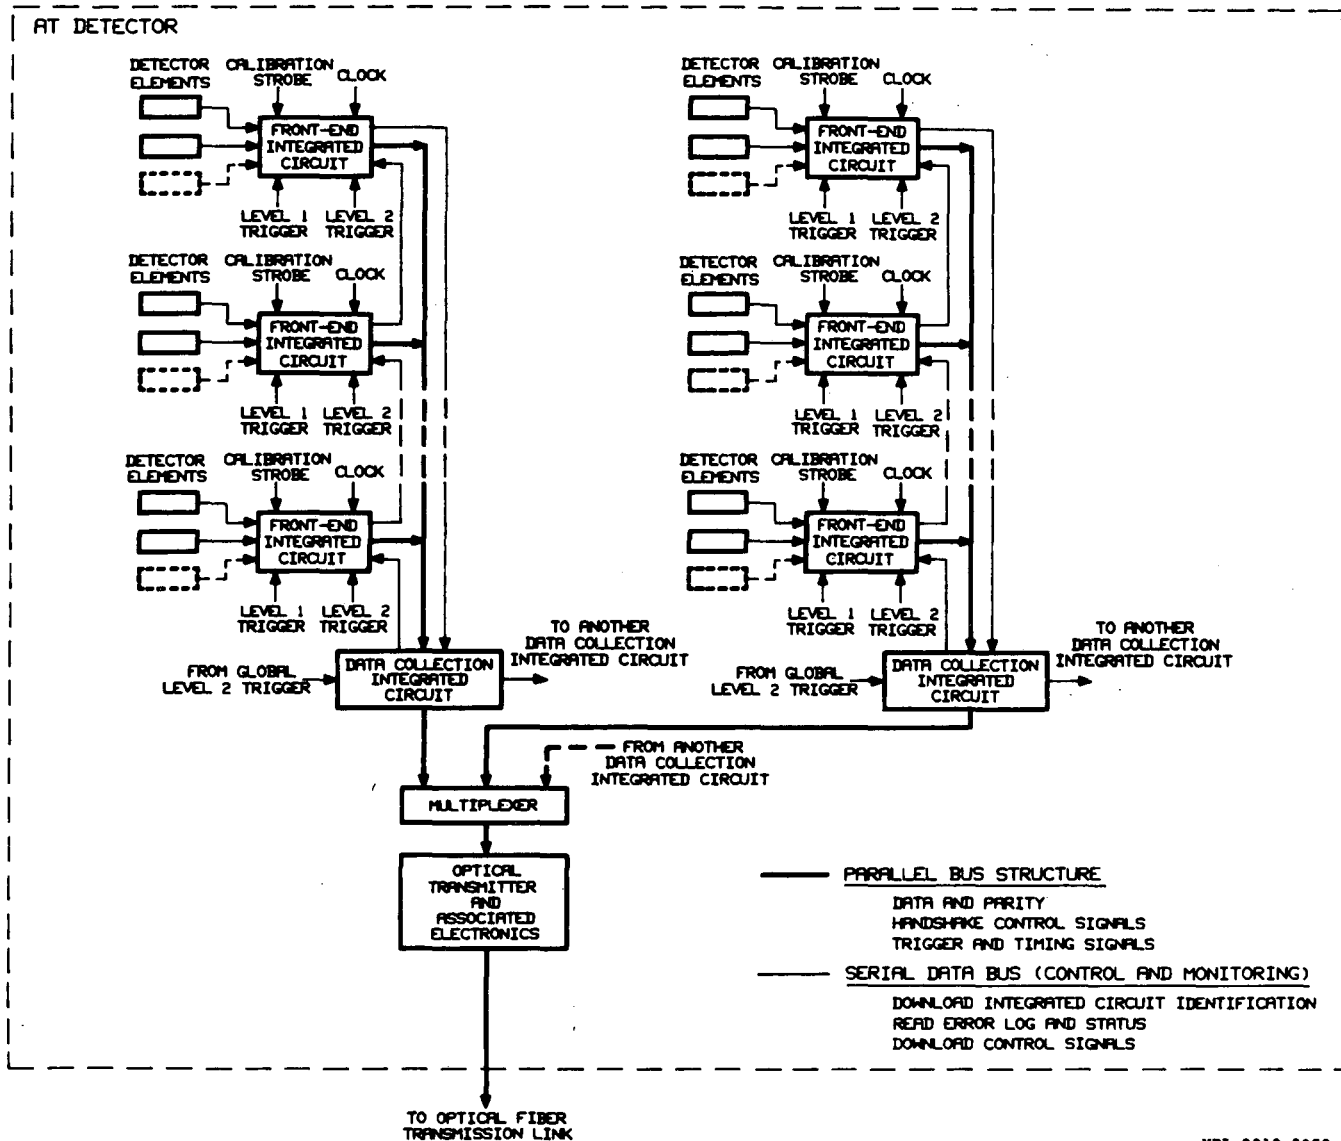 AT DETECTOR
DETECTOR ELEMENTS
CALIBRATION STROBE
CLOCK
FRONT-END INTEGRATED CIRCUIT
LEVEL 1 TRIGGER
LEVEL 2 TRIGGER
DETECTOR ELEMENTS
CALIBRATION STROBE
CLOCK
FRONT-END INTEGRATED CIRCUIT
LEVEL 1 TRIGGER
LEVEL 2 TRIGGER
DETECTOR ELEMENTS
CALIBRATION STROBE
CLOCK
FRONT-END INTEGRATED CIRCUIT
LEVEL 1 TRIGGER
LEVEL 2 TRIGGER
FROM GLOBAL LEVEL 2 TRIGGER
DATA COLLECTION INTEGRATED CIRCUIT
TO ANOTHER DATA COLLECTION INTEGRATED CIRCUIT
DETECTOR ELEMENTS
CALIBRATION STROBE
CLOCK
FRONT-END INTEGRATED CIRCUIT
LEVEL 1 TRIGGER
LEVEL 2 TRIGGER
DETECTOR ELEMENTS
CALIBRATION STROBE
CLOCK
FRONT-END INTEGRATED CIRCUIT
LEVEL 1 TRIGGER
LEVEL 2 TRIGGER
DETECTOR ELEMENTS
CALIBRATION STROBE
CLOCK
FRONT-END INTEGRATED CIRCUIT
LEVEL 1 TRIGGER
LEVEL 2 TRIGGER
FROM GLOBAL LEVEL 2 TRIGGER
DATA COLLECTION INTEGRATED CIRCUIT
TO ANOTHER DATA COLLECTION INTEGRATED CIRCUIT
FROM ANOTHER DATA COLLECTION INTEGRATED CIRCUIT
MULTIPLEXER
OPTICAL TRANSMITTER AND ASSOCIATED ELECTRONICS
TO OPTICAL FIBER TRANSMISSION LINK
PARALLEL BUS STRUCTURE
DATA AND PARITY
HANDSHAKE CONTROL SIGNALS
TRIGGER AND TIMING SIGNALS
SERIAL DATA BUS (CONTROL AND MONITORING)
DOWNLOAD INTEGRATED CIRCUIT IDENTIFICATION
READ ERROR LOG AND STATUS
DOWNLOAD CONTROL SIGNALS